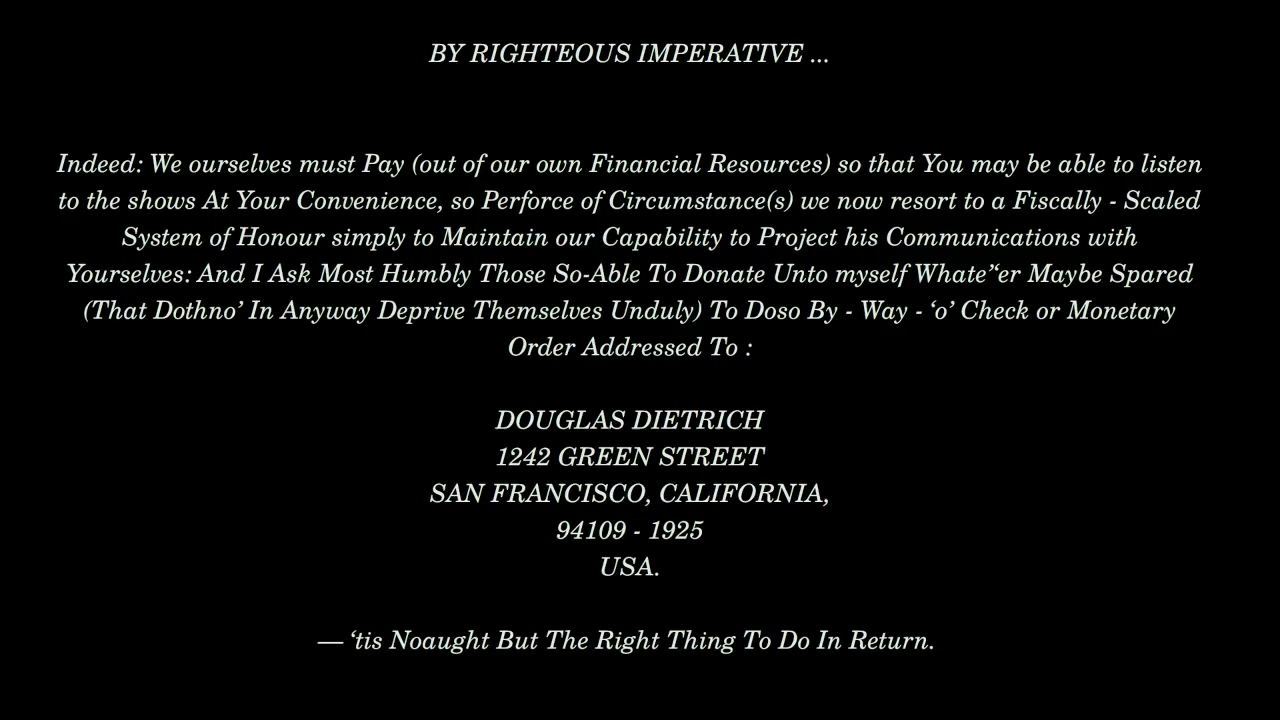 BY RIGHTEOUS IMPERATIVE ...
Indeed: We ourselves must Pay (out of our own Financial Resources) so that You may be able to listen
to the shows At Your Convenience, so Perforce of Circumstance(s) we now resort to a Fiscally - Scaled
System of Honour simply to Maintain our Capability to Project his Communications with
Yourselves: And I Ask Most Humbly Those So-Able To Donate Unto myself Whate”“er Maybe Spared
(That Dothno’ In Anyway Deprive Themselves Unduly) To Doso By - Way - ‘o’ Check or Monetary
Order Addressed To :
DOUGLAS DIETRICH
1242 GREEN STREET
SAN FRANCISCO, CALIFORNIA,
94109 - 1925
USA.
— ‘tis Noaught But The Right Thing To Do In Return.